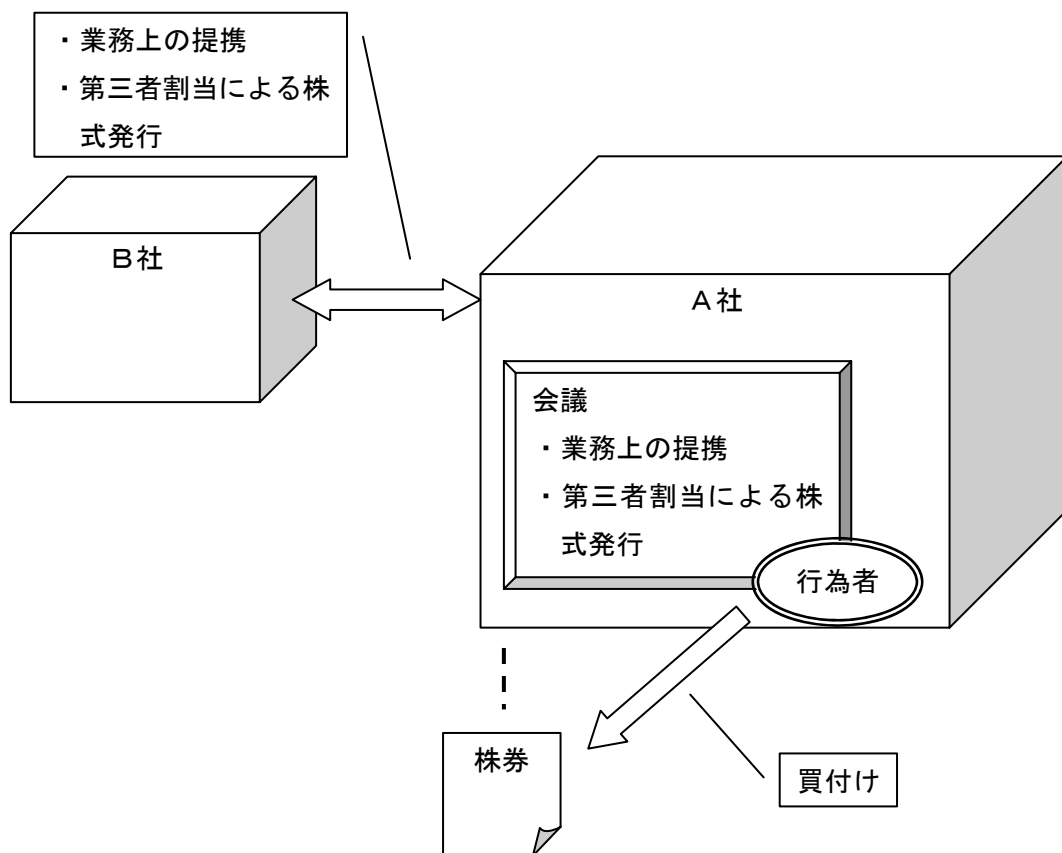 ・業務上の提携
・第三者割当による株
式発行
B社
A社
会議
・業務上の提携
・第三者割当による株
式発行
行為者
株券
買付け